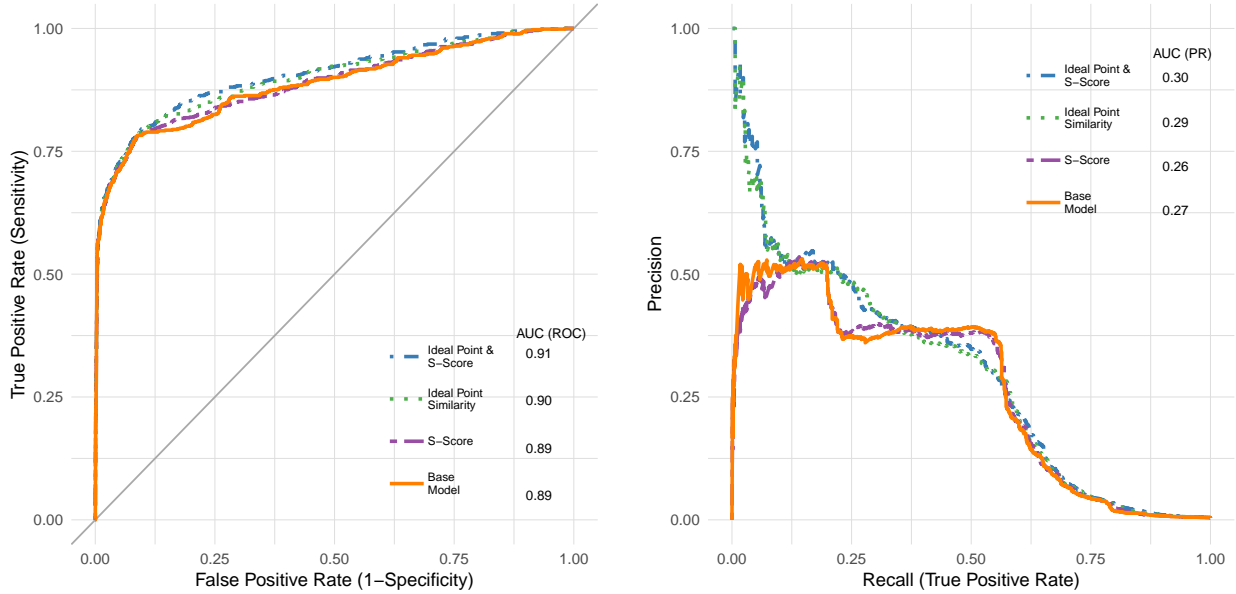 1.00
0.75
0.50
0.25
0.00
True Positive Rate (Sensitivity)
AUC (ROC)
Ideal Point &
S−Score
0.91
Ideal Point
Similarity
0.90
S−Score
0.89
Base
Model
0.89
0.00
0.25
0.50
0.75
1.00
False Positive Rate (1−Specificity)
1.00
0.75
0.50
0.25
0.00
Precision
AUC (PR)
Ideal Point &
S−Score
0.30
Ideal Point
Similarity
0.29
S−Score
0.26
Base
Model
0.27
0.00
0.25
0.50
0.75
1.00
Recall (True Positive Rate)